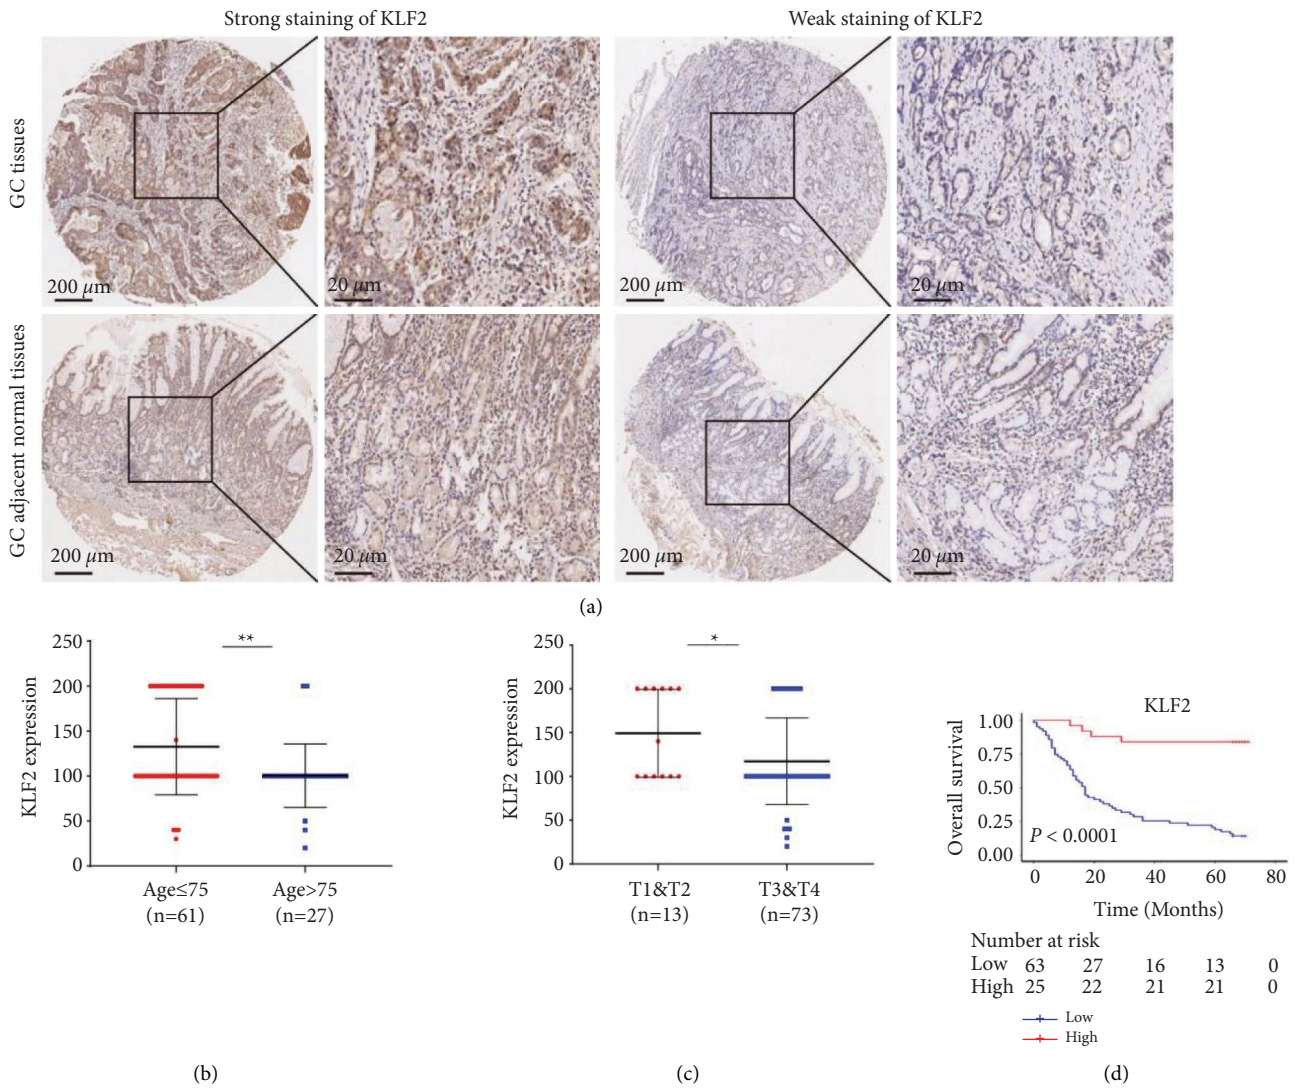 Strong staining of KLF2
Weak staining of KLF2
GC tissues
200 μm
20 μm
200 μm
20 μm
GC adjacent normal tissues
200 μm
20 μm
200 μm
20 μm
(a)
KLF2 expression
250
200
150
100
50
0
**
Age≤75
(n=61)
Age>75
(n=27)
(b)
KLF2 expression
250
200
150
100
50
0
*
T1&T2
(n=13)
T3&T4
(n=73)
(c)
KLF2
Overall survival
1.00
0.75
0.50
0.25
0.00
P < 0.0001
0 20 40 60 80
Time (Months)
Number at risk
Low 63 27 16 13 0
High 25 22 21 21 0
Low
High
(d)